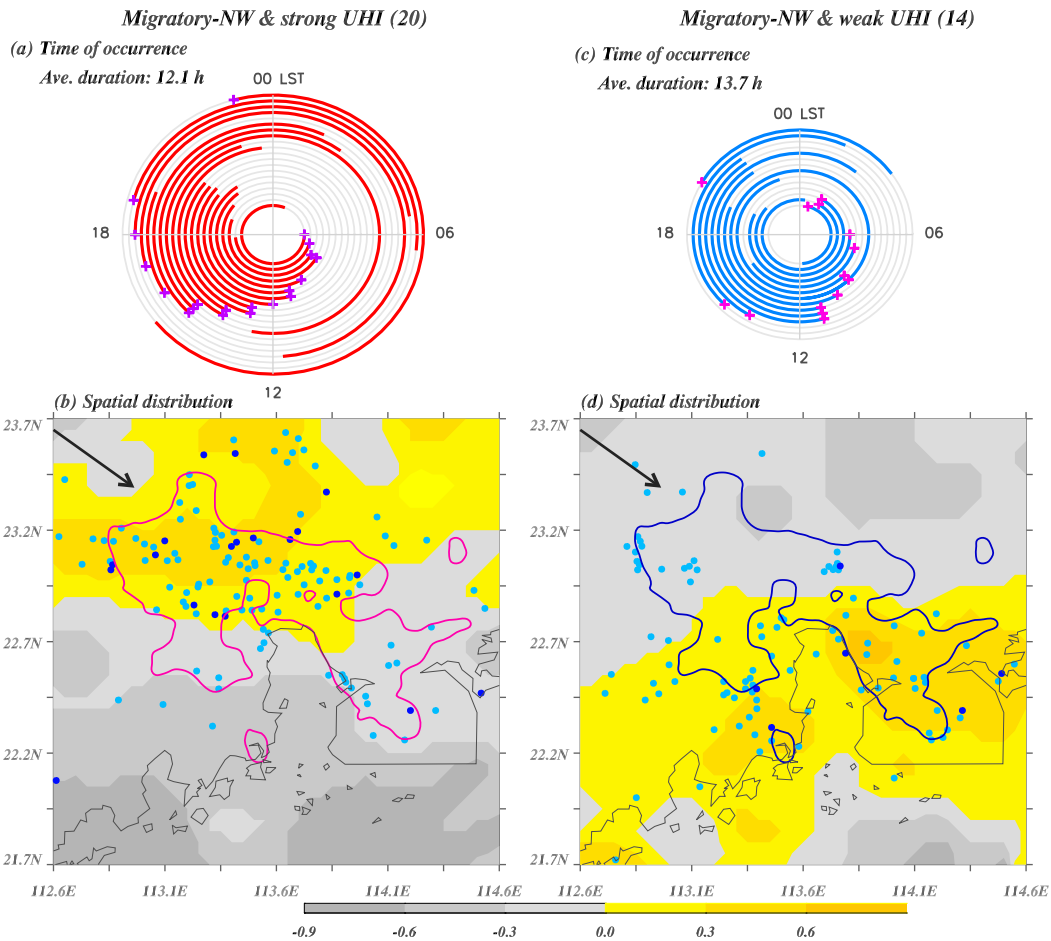 Migratory-NW & strong UHI (20)
(a) Time of occurrence
Ave. duration: 12.1 h
00 LST
18
06
12
(b) Spatial distribution
23.7N
23.2N
22.7N
22.2N
21.7N
112.6E
113.1E
113.6E
114.1E
114.6E
Migratory-NW & weak UHI (14)
(c) Time of occurrence
Ave. duration: 13.7 h
00 LST
18
06
12
(d) Spatial distribution
23.7N
23.2N
22.7N
22.2N
21.7N
112.6E
113.1E
113.6E
114.1E
114.6E
-0.9
-0.6
-0.3
0.0
0.3
0.6